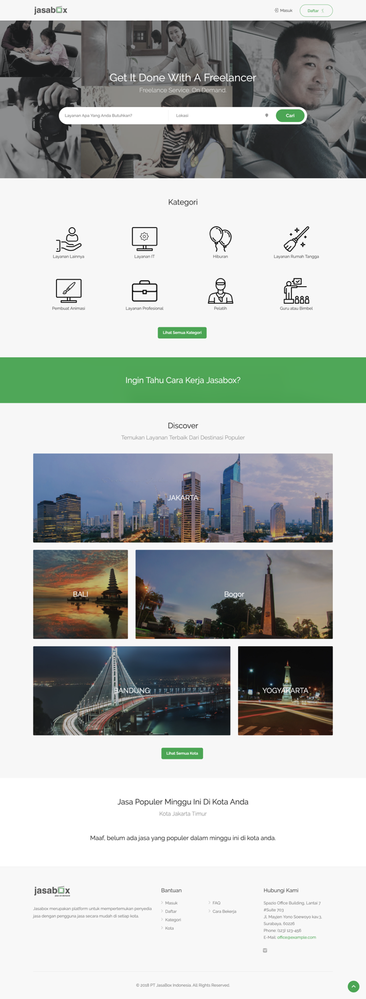 jasabox
Masuk
Daftar
Get It Done With A Freelancer
Freelance Service. On Demand.
Layanan Apa Yang Anda Butuhkan?
Lokasi
Cari
Kategori
Layanan Lainnya
Layanan IT
Hiburan
Layanan Rumah Tangga
Pembuat Animasi
Layanan Profesional
Pelatih
Guru atau Bimbel
Lihat Semua Kategori
Ingin Tahu Cara Kerja Jasabox?
Discover
Temukan Layanan Terbaik Dari Destinasi Populer
JAKARTA
BALI
Bogor
BANDUNG
YOGYAKARTA
Lihat Semua Kota
Jasa Populer Minggu Ini Di Kota Anda
Kota Jakarta Timur
Maaf, belum ada jasa yang populer dalam minggu ini di kota anda.
jasabox
jasa on-demand
Jasabox merupakan platform untuk mempertemukan penyedia
jasa dengan pengguna jasa secara mudah di setiap kota.
Bantuan
Masuk
Daftar
Kategori
Kota
FAQ
Cara Bekerja
Hubungi Kami
Spazio Office Building, Lantai 7
#Suite 703
Jl. Mayjen Yono Soewoyo kav.3,
Surabaya, 60226
Phone: (123) 123-456
E-Mail: office@example.com
© 2018 PT JasaBox Indonesia. All Rights Reserved.